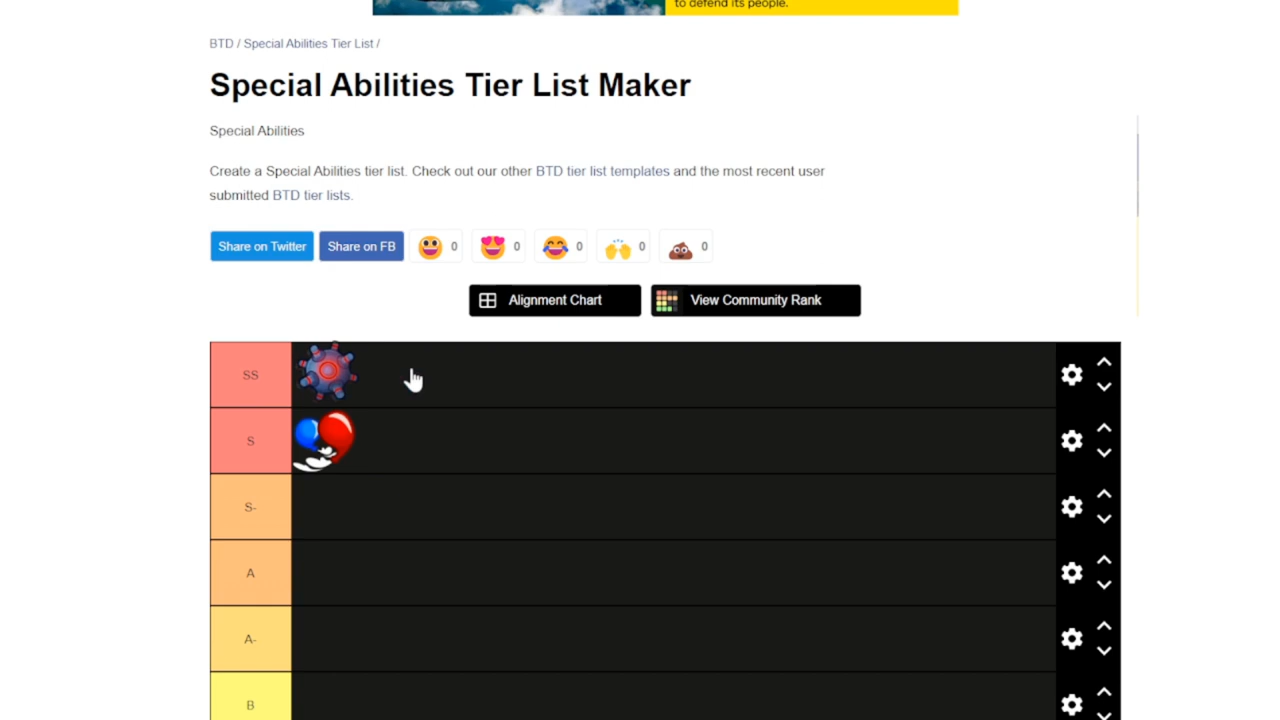 to defend its people.
BTD / Special Abilities Tier List /
Special Abilities Tier List Maker
Special Abilities
Create a Special Abilities tier list. Check out our other BTD tier list templates and the most recent user
submitted BTD tier lists.
Share on Twitter Share on FB 0 0 0 0 0
Alignment Chart View Community Rank
SS
S
S-
A
A-
B